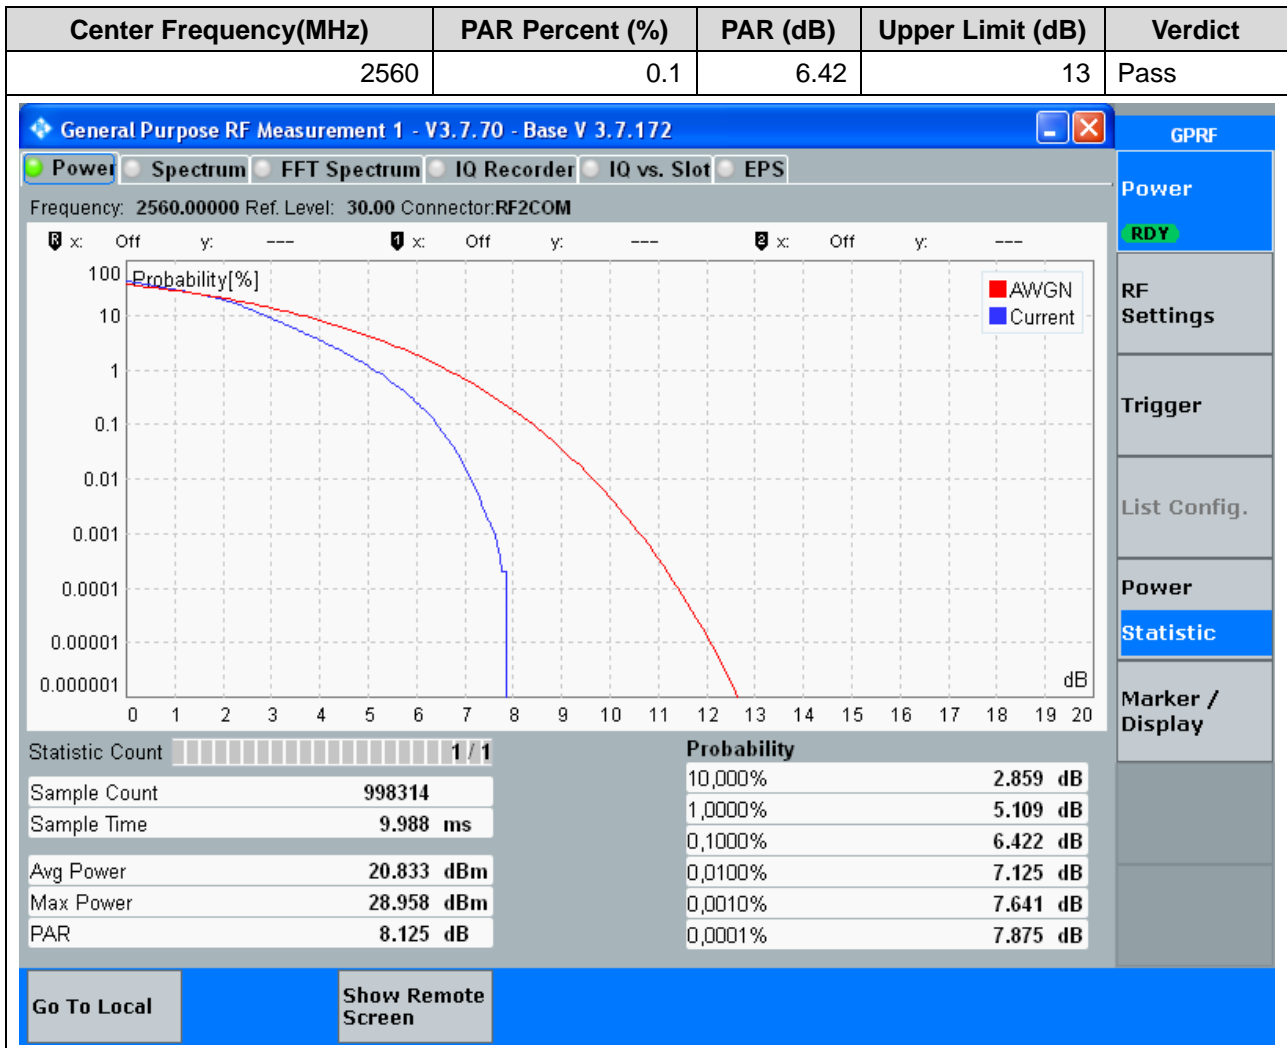 Center Frequency(MHz) PAR Percent (%) PAR (dB) Upper Limit (dB) Verdict
2560 0.1 6.42 13 Pass
General Purpose RF Measurement 1 - V3.7.70 - Base V 3.7.172
GPRF
Power Spectrum FFT Spectrum IQ Recorder IQ vs. Slot EPS
Power
RDY
Frequency: 2560.00000 Ref. Level: 30.00 Connector:RF2COM
R x: Off y: --- 1 x: Off y: --- 2 x: Off y: ---
Probability[%]
AWGN
Current
100
10
1
0.1
0.01
0.001
0.0001
0.00001
0.000001
dB
0 1 2 3 4 5 6 7 8 9 10 11 12 13 14 15 16 17 18 19 20
RF
Settings
Trigger
List Config.
Power
Statistic
Marker /
Display
Statistic Count 1 / 1
Sample Count 998314
Sample Time 9.988 ms
Avg Power 20.833 dBm
Max Power 28.958 dBm
PAR 8.125 dB
Probability
10,000% 2.859 dB
1,0000% 5.109 dB
0,1000% 6.422 dB
0,0100% 7.125 dB
0,0010% 7.641 dB
0,0001% 7.875 dB
Go To Local
Show Remote
Screen